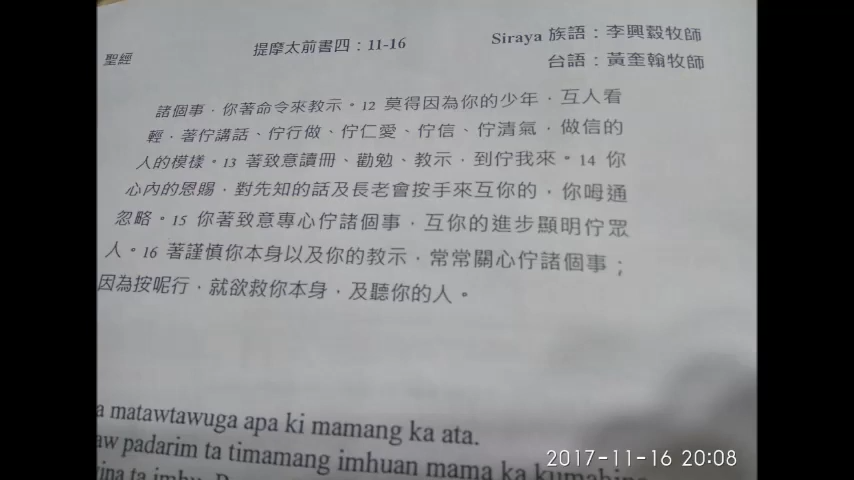 聖經
提摩太前書四：11-16
Siraya 族語：李興毅牧師
台語：黃奎翰牧師
諸個事，你著命令來教示。12 莫得因為你的少年，互人看
輕，著佇講話、佇行做、佇仁愛、佇信、佇清氣，做信的
人的模樣。13 著致意讀冊、勸勉、教示，到佇我來。14 你
心內的恩賜，對先知的話及長老會按手來互你的，你呣通
忽略。15 你著致意專心佇諸個事，互你的進步顯明佇眾
人。16 著謹慎你本身以及你的教示，常常關心佇諸個事；
因為按呢行，就欲救你本身，及聽你的人。
a matawtawuga apa ki mamang ka ata.
aw padarim ta timamang imhuan mama ka
ta imhu.
2017-11-16 20:08